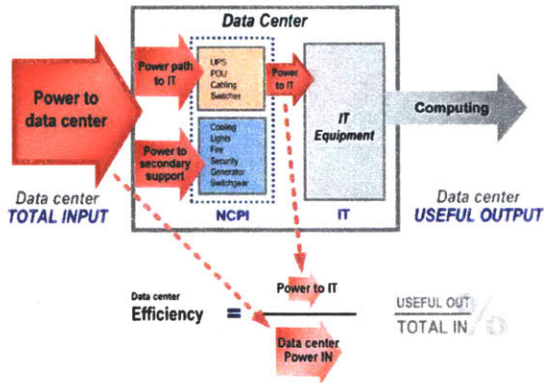 Data Center
Power to
data center
Power path
to IT
UPS
PDU
Cabling
Switches
Power
to IT
IT
Equipment
Computing
Power to
secondary
support
Cooling
Lights
Fire
Security
Generator
Switchgear
NCPI
IT
Data center
TOTAL INPUT
Data center
USEFUL OUTPUT
Data center
Efficiency
=
Power to IT
Data center
Power IN
USEFUL OUT
TOTAL IN
%